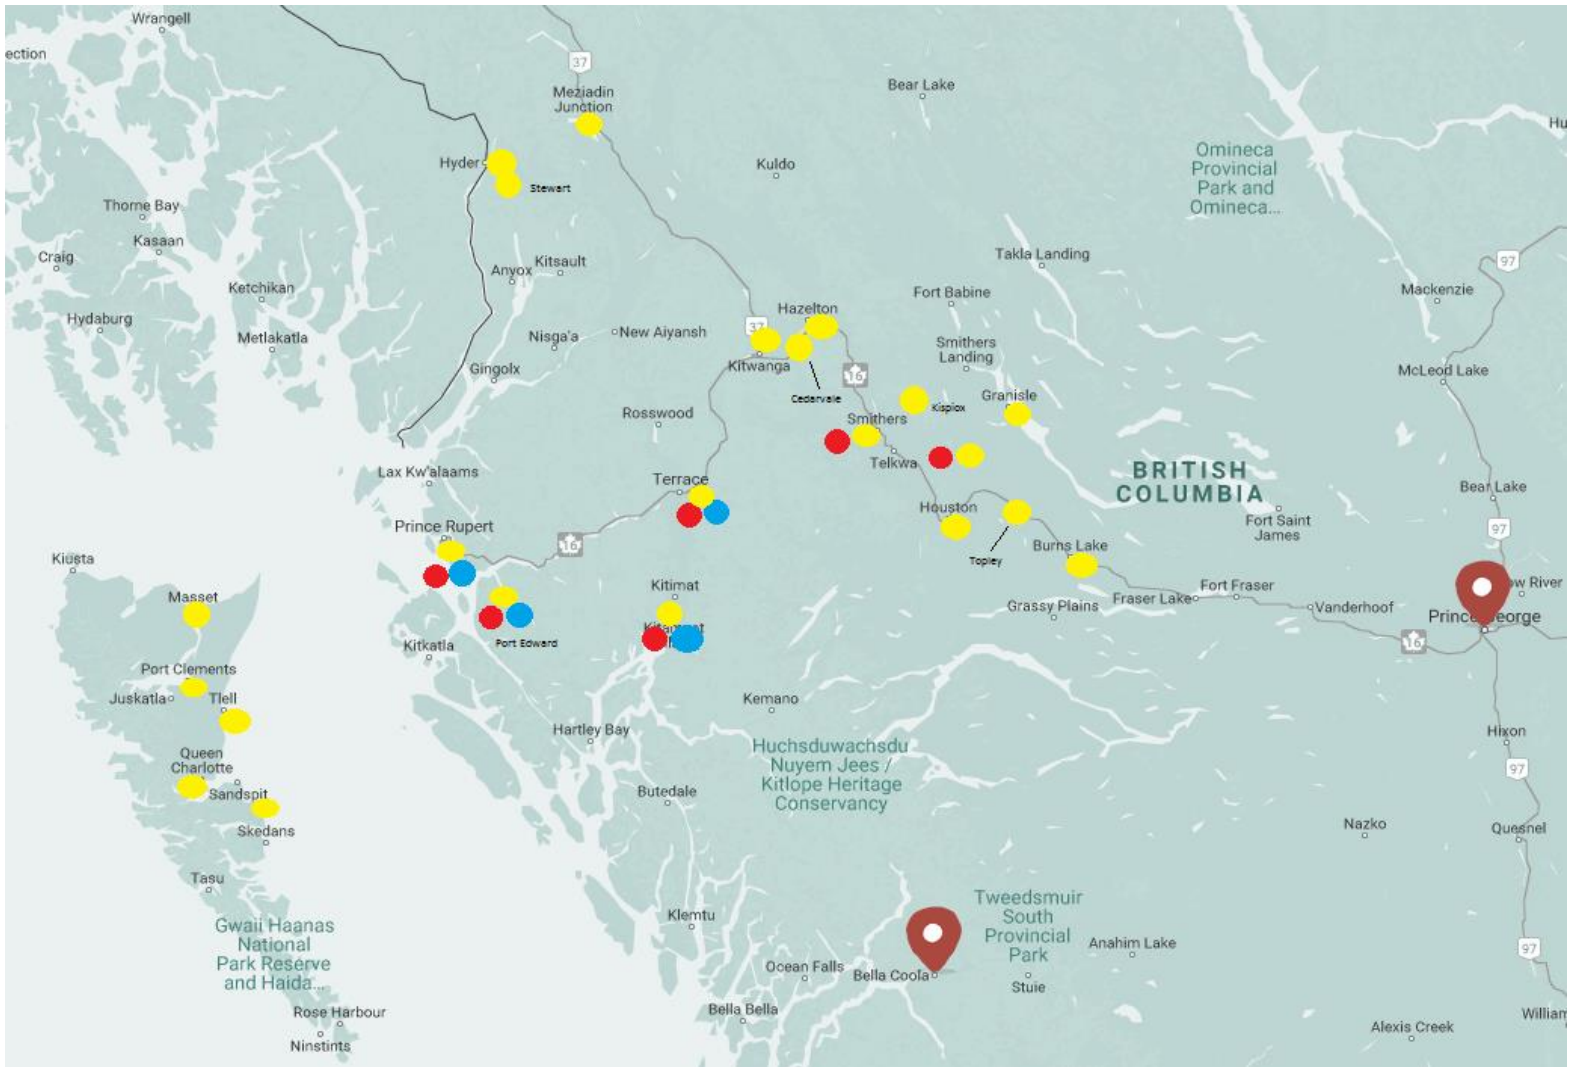 Wrangell
ection
37
Meziadin
Junction
Bear Lake
Hu
Hyder
Stewart
Kuldo
Omineca
Provincial
Park and
Omineca...
Thorne Bay
Kasaan
Craig
Ketchikan
Anyox
Kitsault
Takla Landing
97
Fort Babine
Mackenzie
Hydaburg
Metlakatla
Nisga'a
New Aiyansh
Hazelton
37
Kitwanga
Smithers
Landing
Gingolx
16
McLeod Lake
Cedarvale
Kispiox
Granisle
Rosswood
Smithers
Telkwa
Lax Kw'alaams
Terrace
BRITISH
COLUMBIA
Bear Lake
Prince Rupert
Houston
Fort Saint
James
97
16
Topley
Burns Lake
Kiusta
Masset
Kitimat
Fort Fraser
ow River
Grassy Plains
Fraser Lake
Vanderhoof
Prince George
16
Port Edward
Kitkatla
Port Clements
Juskatla
Tlell
Kemano
Hartley Bay
Hixon
Queen
Charlotte
Sandspit
Huchsduwachsdu
Nuyem Jees /
Kitlope Heritage
Conservancy
97
Butedale
Skedans
Nazko
Quesnel
Tasu
Gwaii Haanas
National
Park Reserve
and Haida...
Klemtu
Tweedsmuir
South
Provincial
Park
Anahim Lake
97
Ocean Falls
Bella Coola
Stuie
Rose Harbour
Bella Bella
William
Ninstints
Alexis Creek